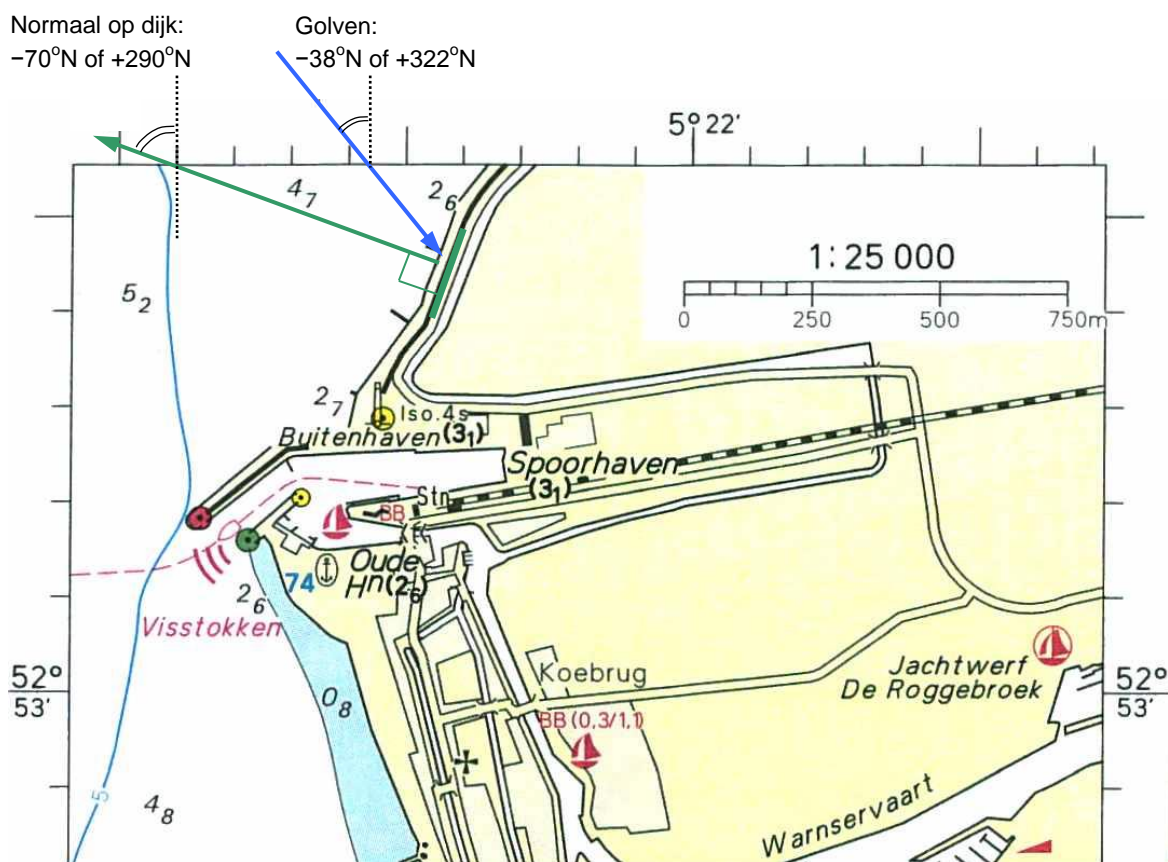 Normaal op dijk:
−70°N of +290°N
Golven:
−38°N of +322°N
5° 22'
4₇
2₆
5₂
1: 25 000
0 250 500 750m
2₇
Iso.4s
Buitenhaven(3₁)
Spoorhaven
(3₁)
Stn
BB
Oude
Hn(2₆)
74
2₆
Visstokken
Koebrug
Jachtwerf
De Roggebroek
52°
53'
52°
53'
0₈
BB (0,3/1,1)
5
4₈
Warnservaart